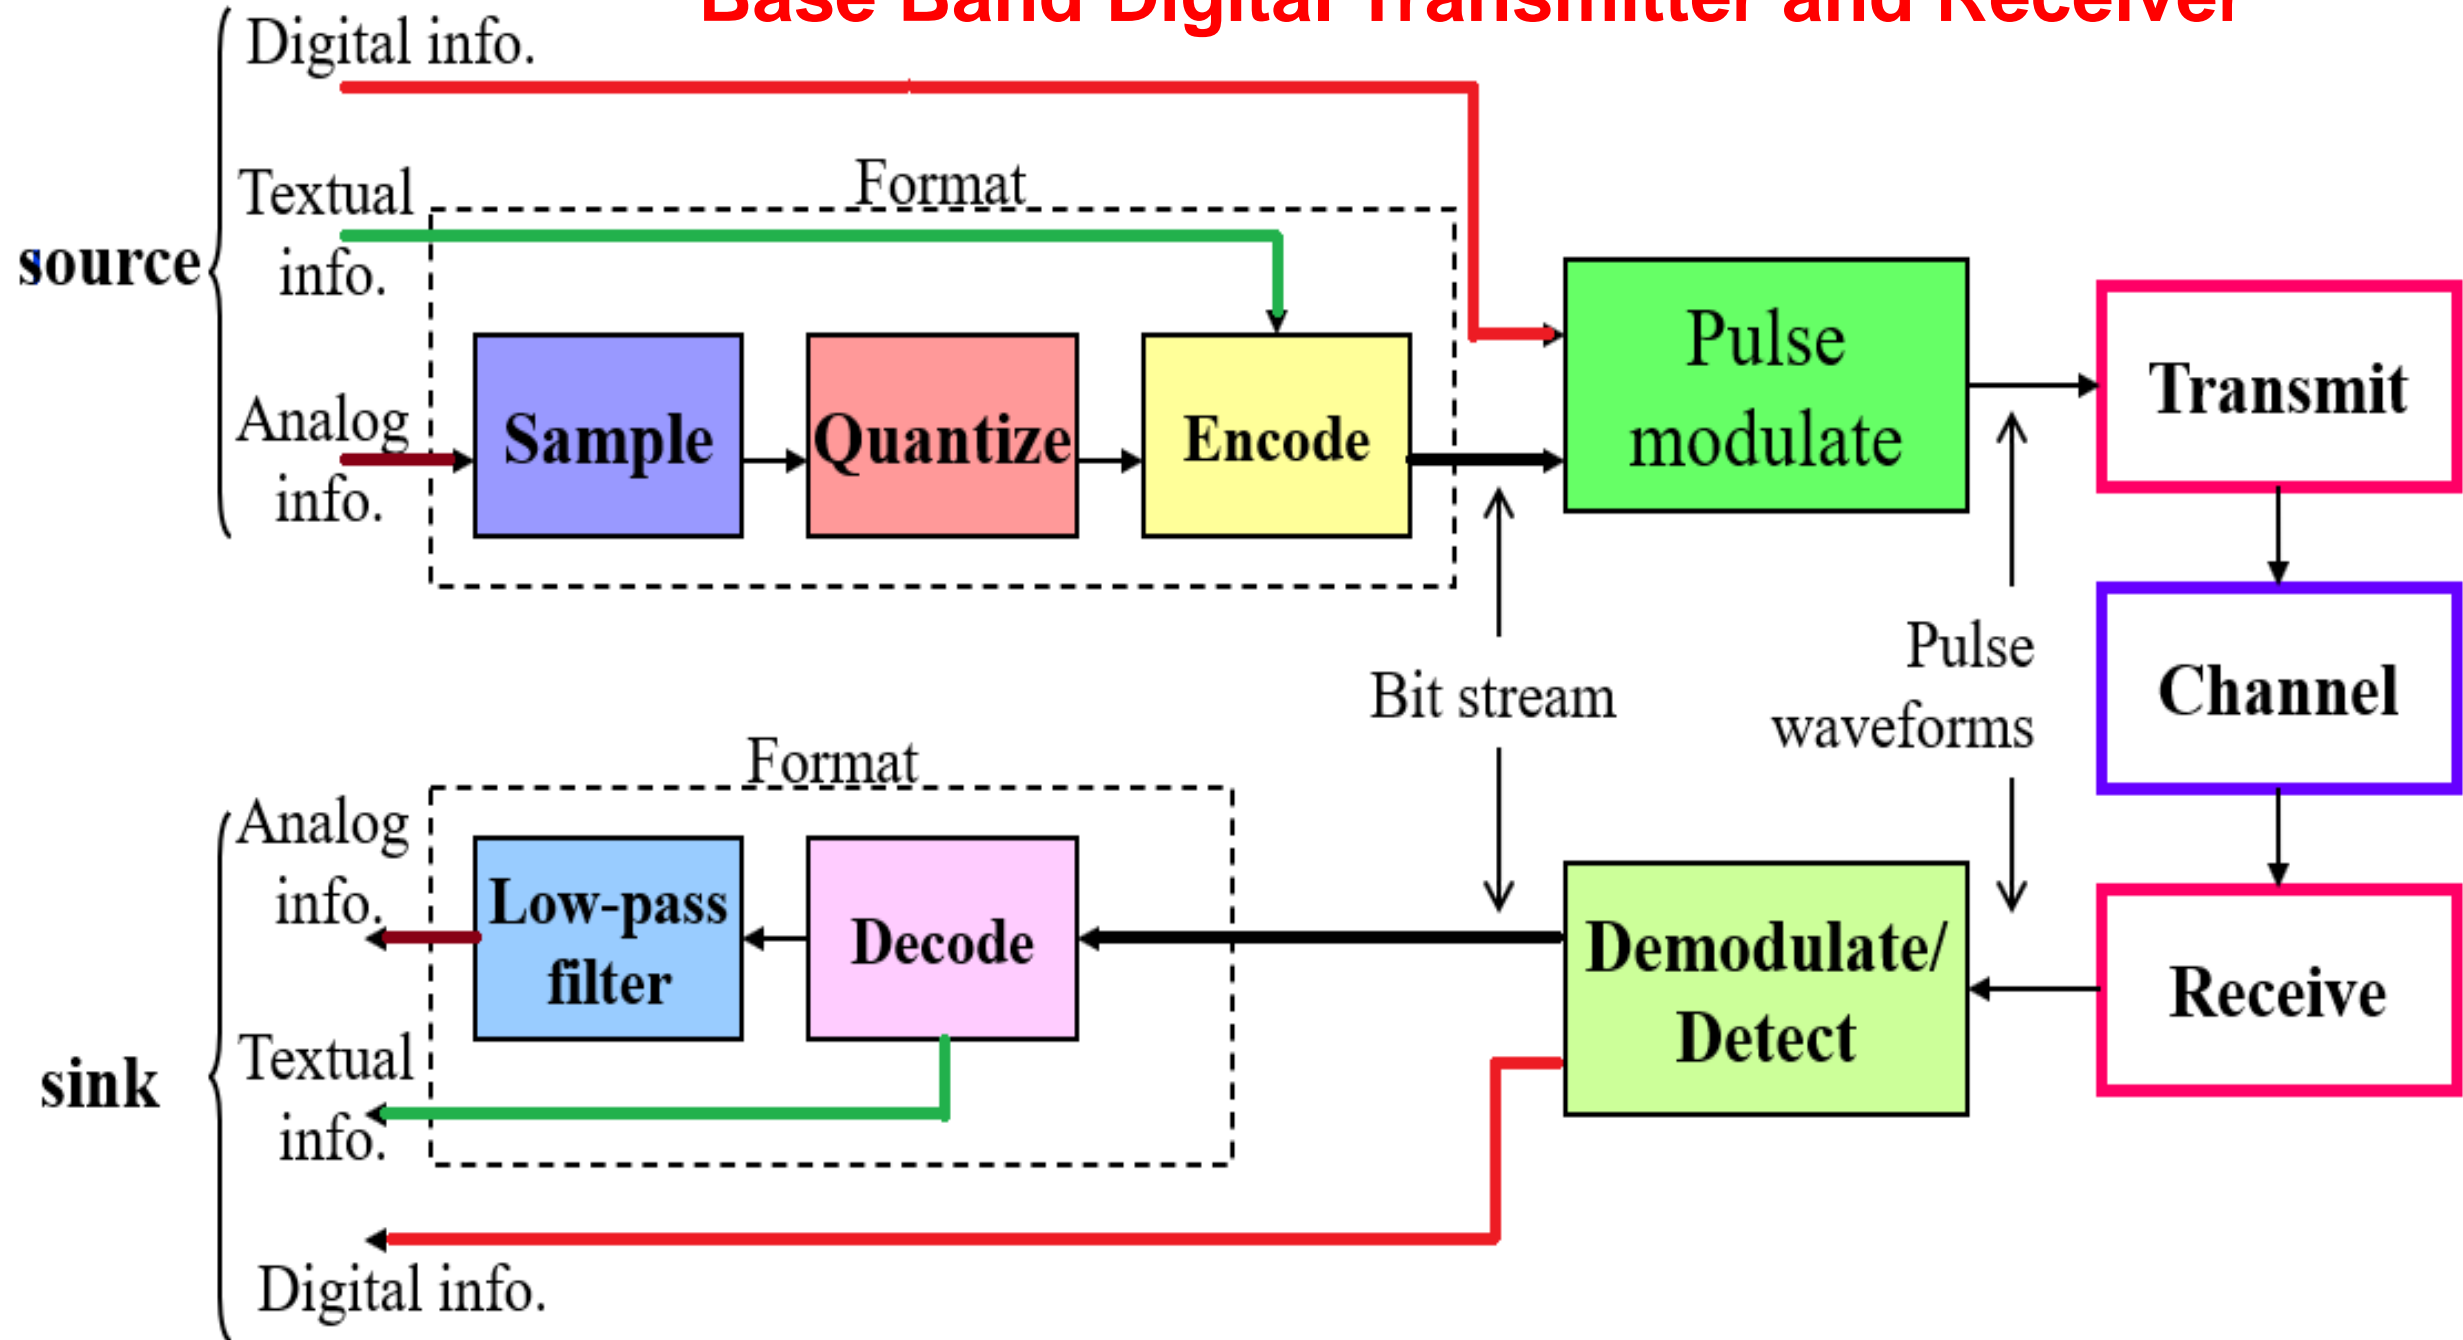 Base Band Digital Transmitter and Receiver
Digital info.
Textual
info.
Format
source
Analog
info.
Sample
Quantize
Encode
Pulse
modulate
Transmit
Bit stream
Pulse
waveforms
Channel
Format
Analog
info.
Low-pass
filter
Decode
Demodulate/
Detect
Receive
sink
Textual
info.
Digital info.